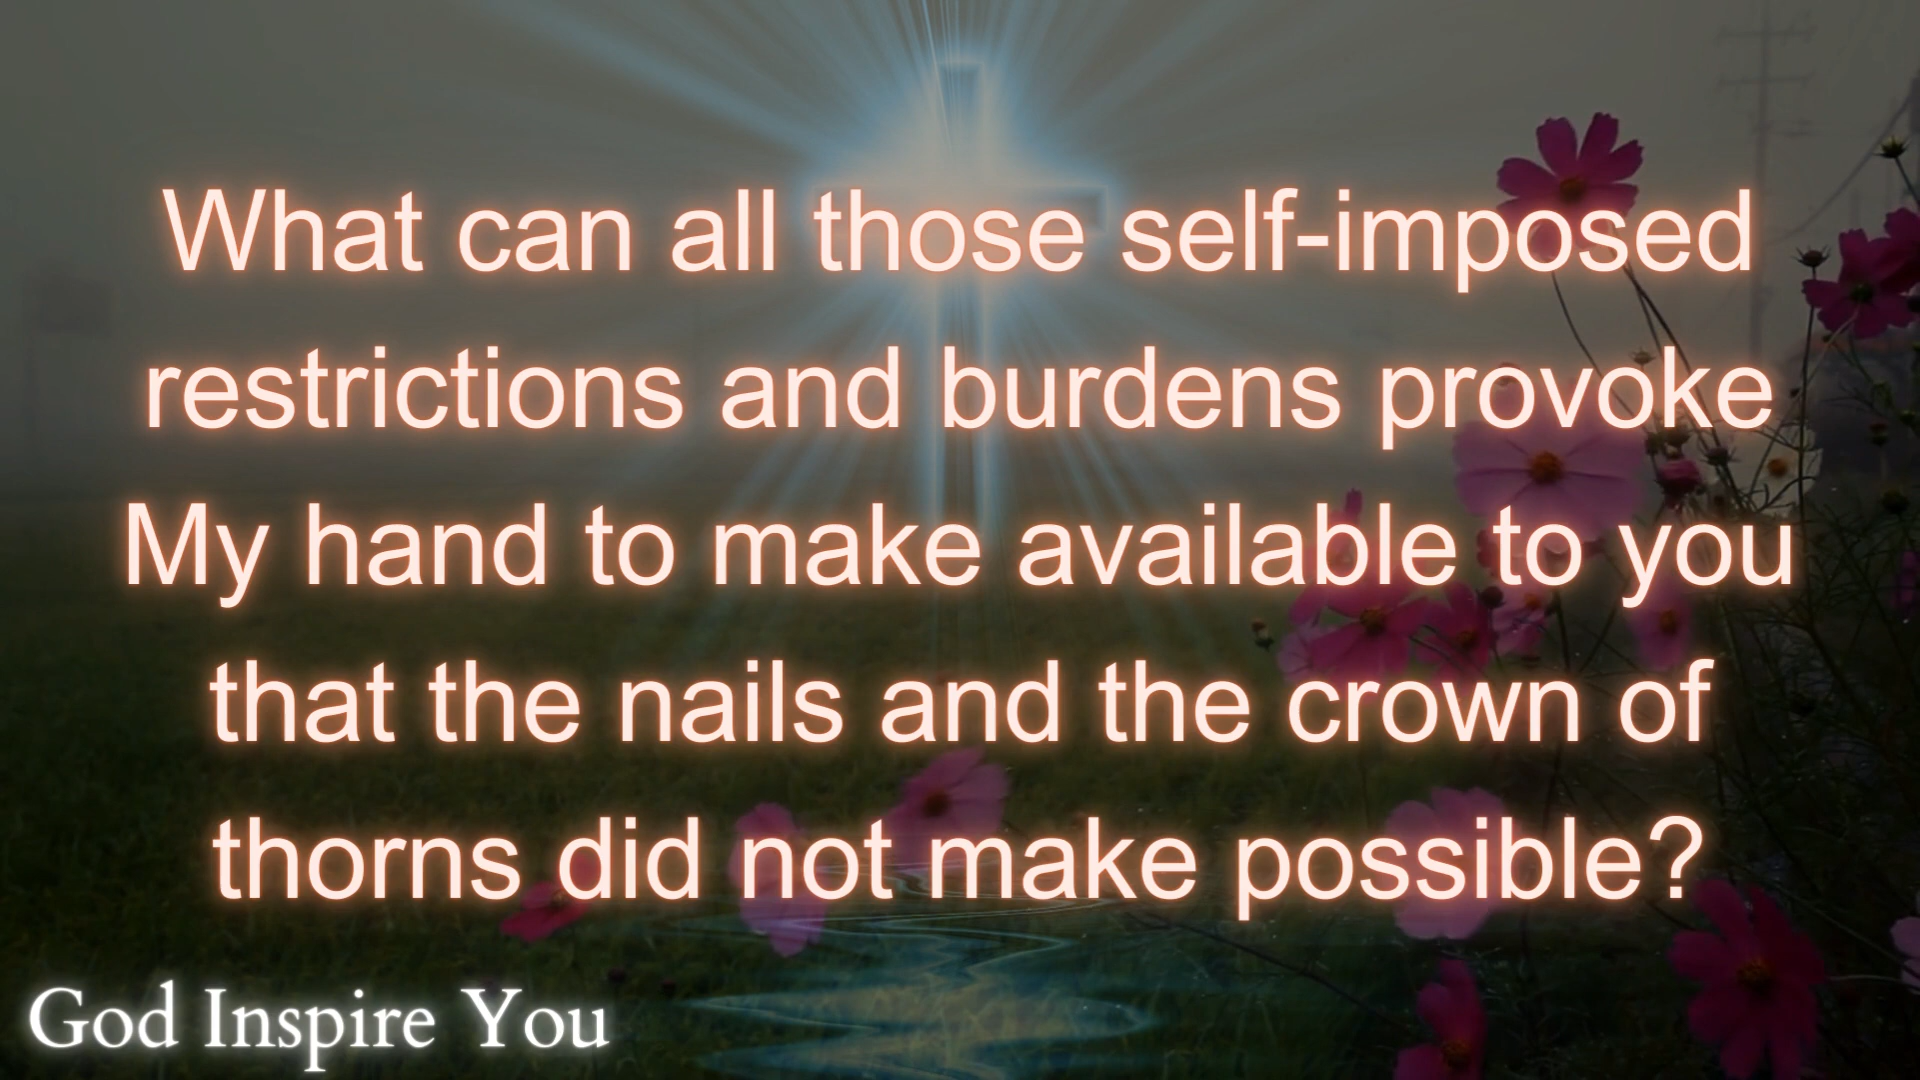 What can all those self-imposed
restrictions and burdens provoke
My hand to make available to you
that the nails and the crown of
thorns did not make possible?
God Inspire You